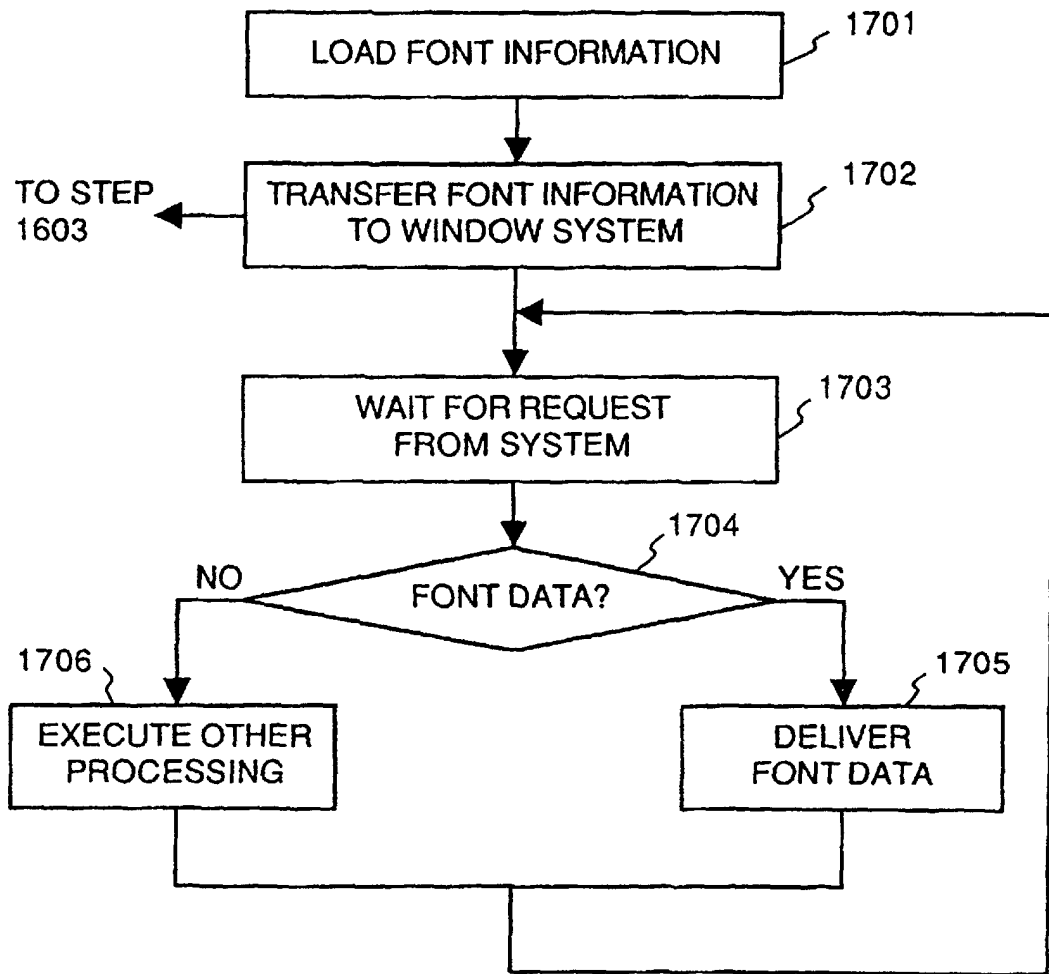 1701
LOAD FONT INFORMATION
1702
TO STEP
1603
TRANSFER FONT INFORMATION
TO WINDOW SYSTEM
1703
WAIT FOR REQUEST
FROM SYSTEM
1704
NO
FONT DATA?
YES
1706
EXECUTE OTHER
PROCESSING
1705
DELIVER
FONT DATA